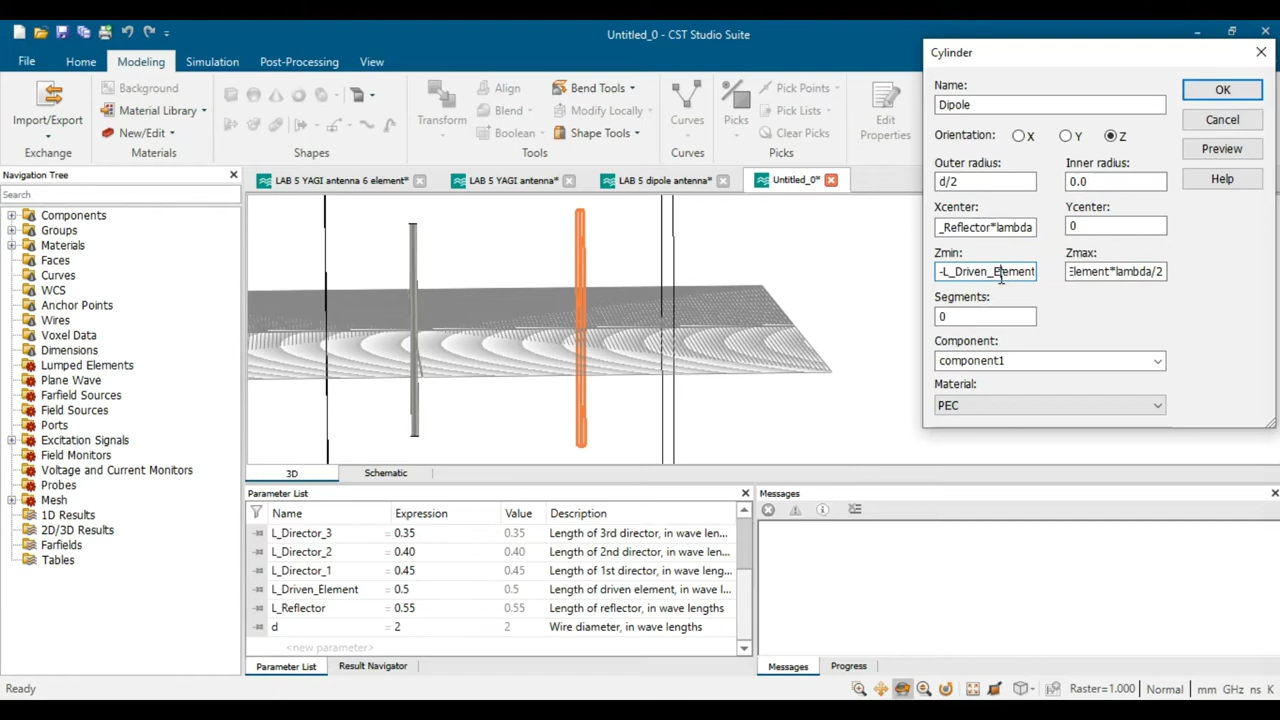 Untitled_0 - CST Studio Suite
File Home Modeling Simulation Post-Processing View
Import/Export
Exchange
Background
Material Library
New/Edit
Materials
Shapes
Transform
Align
Blend
Boolean
Bend Tools
Modify Locally
Shape Tools
Tools
Curves
Curves
Picks
Pick Points
Pick Lists
Clear Picks
Picks
Edit
Properties
Navigation Tree
Search
Components
Groups
Materials
Faces
Curves
WCS
Anchor Points
Wires
Voxel Data
Dimensions
Lumped Elements
Plane Wave
Farfield Sources
Field Sources
Ports
Excitation Signals
Field Monitors
Voltage and Current Monitors
Probes
Mesh
1D Results
2D/3D Results
Farfields
Tables
LAB 5 YAGI antenna 6 element* LAB 5 YAGI antenna* LAB 5 dipole antenna* Untitled_0*
3D Schematic
Cylinder
Name:
Dipole
Orientation: X Y Z
Outer radius: Inner radius:
d/2 0.0
Xcenter: Ycenter:
_Reflector*lambda 0
Zmin: Zmax:
-L_Driven_Element Element*lambda/2
Segments:
0
Component:
component1
Material:
PEC
OK
Cancel
Preview
Help
Parameter List
Name Expression Value Description
L_Director_3 = 0.35 0.35 Length of 3rd director, in wave len...
L_Director_2 = 0.40 0.40 Length of 2nd director, in wave len...
L_Director_1 = 0.45 0.45 Length of 1st director, in wave leng...
L_Driven_Element = 0.5 0.5 Length of driven element, in wave l...
L_Reflector = 0.55 0.55 Length of reflector, in wave lengths
d = 2 2 Wire diameter, in wave lengths
<new parameter>
Parameter List Result Navigator
Messages
Messages Progress
Ready
Raster=1.000 Normal mm GHz ns K